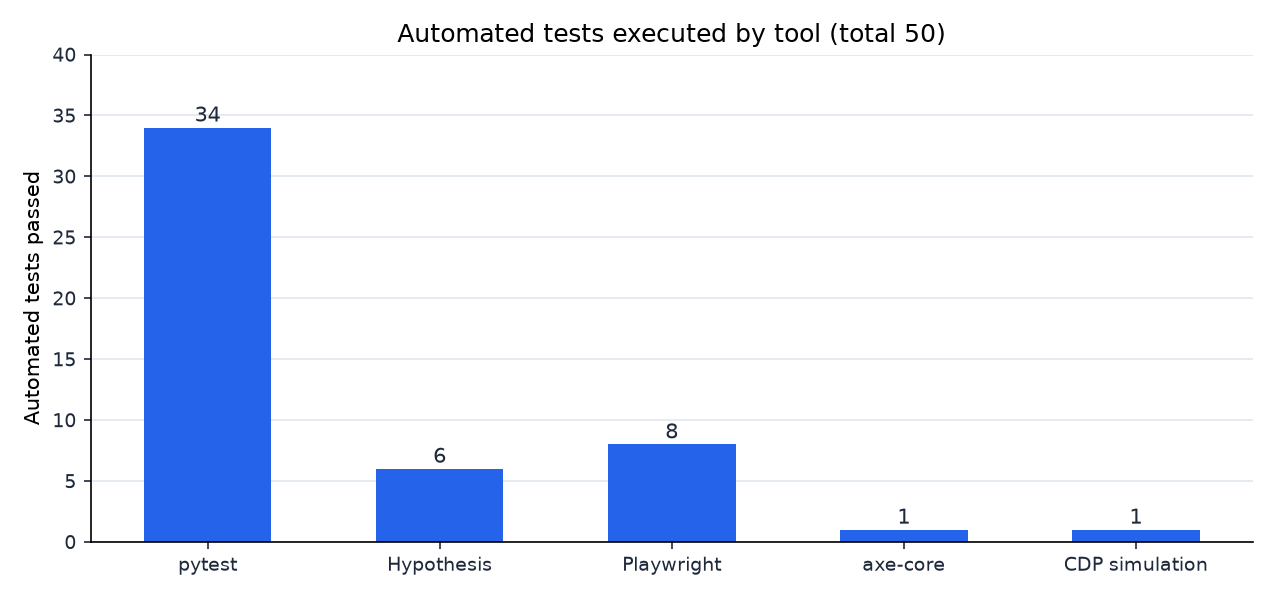 Automated tests executed by tool (total 50)
Automated tests passed
40
35
30
25
20
15
10
5
0
34
6
8
1
1
pytest
Hypothesis
Playwright
axe-core
CDP simulation